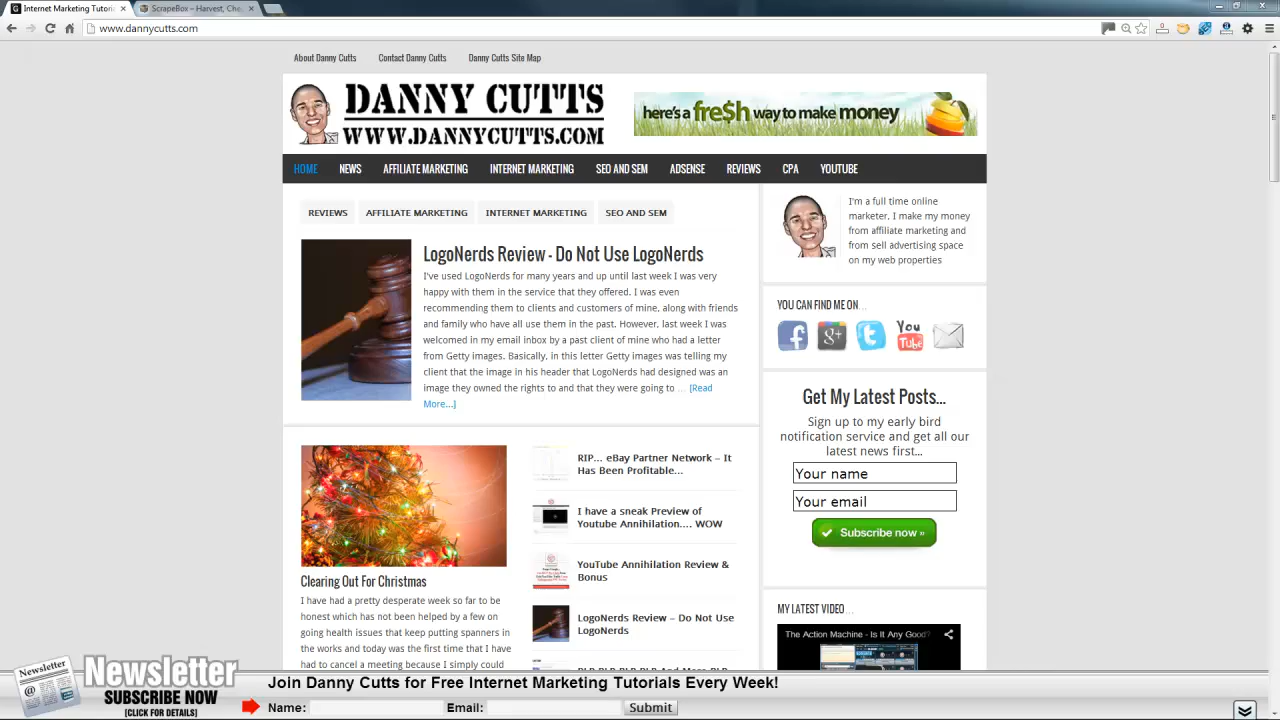 Internet Marketing Tutoria
ScrapeBox – Harvest, Che
www.dannycutts.com
About Danny Cutts
Contact Danny Cutts
Danny Cutts Site Map
DANNY CUTTS
WWW.DANNYCUTTS.COM
here's a fre$h way to make money
HOME
NEWS
AFFILIATE MARKETING
INTERNET MARKETING
SEO AND SEM
ADSENSE
REVIEWS
CPA
YOUTUBE
REVIEWS
AFFILIATE MARKETING
INTERNET MARKETING
SEO AND SEM
LogoNerds Review - Do Not Use LogoNerds
I've used LogoNerds for many years and up until last week I was very
happy with them in the service that they offered. I was even
recommending them to clients and customers of mine, along with friends
and family who have all use them in the past. However, last week I was
welcomed in my email inbox by a past client of mine who had a letter
from Getty images. Basically, in this letter Getty images was telling my
client that the image in his header that LogoNerds had designed was an
image they owned the rights to and that they were going to … [Read
More...]
Clearing Out For Christmas
I have had a pretty desperate week so far to be
honest which has not been helped by a few on
going health issues that keep putting spanners in
the works and today was the breaking point as I
had to cancel a meeting because I simply could
RIP... eBay Partner Network – It
Has Been Profitable...
I have a sneak Preview of
Youtube Annihilation.... WOW
YouTube Annihilation Review &
Bonus
LogoNerds Review – Do Not Use
LogoNerds
I'm a full time online
marketer. I make my money
from affiliate marketing and
from sell advertising space
on my web properties
YOU CAN FIND ME ON…
You
Tube
Get My Latest Posts...
Sign up to my early bird
notification service and get all our
latest news first...
Your name
Your email
Subscribe now »
MY LATEST VIDEO…
The Action Machine - Is It Any Good?
Newsletter
Newsletter
SUBSCRIBE NOW
[CLICK FOR DETAILS]
Join Danny Cutts for Free Internet Marketing Tutorials Every Week!
Name:
Email:
Submit